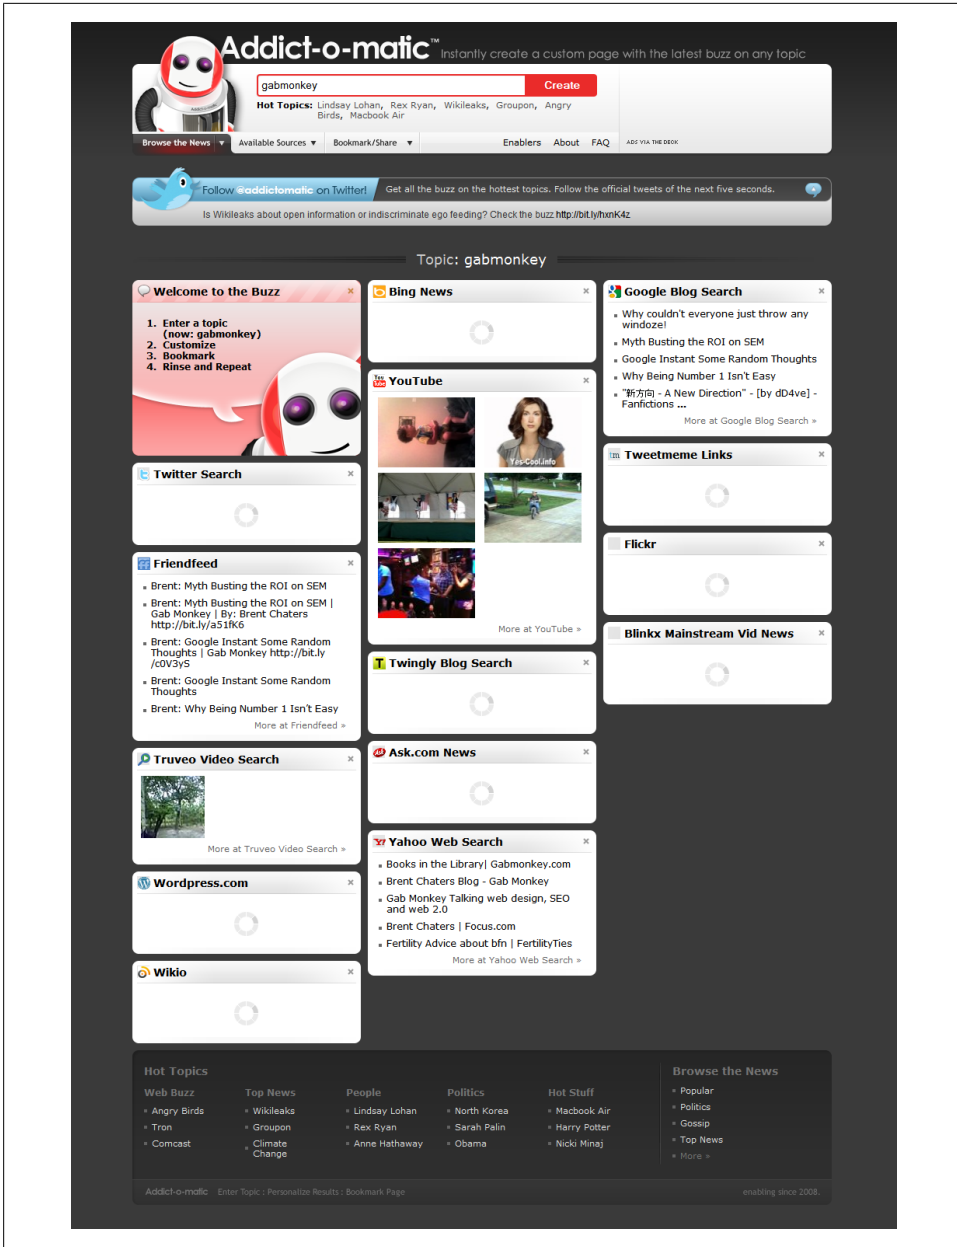 Addict-o-matic™ Instantly create a custom page with the latest buzz on any topic
gabmonkey
Create
Hot Topics: Lindsay Lohan, Rex Ryan, Wikileaks, Groupon, Angry
Birds, Macbook Air
Browse the News ▼ Available Sources ▼ Bookmark/Share ▼ Enablers About FAQ ADS VIA THE DECK
Follow @addictomatic on Twitter! Get all the buzz on the hottest topics. Follow the official tweets of the next five seconds.
Is Wikileaks about open information or indiscriminate ego feeding? Check the buzz http://bit.ly/hxnK4z
Topic: gabmonkey
Welcome to the Buzz
1. Enter a topic
(now: gabmonkey)
2. Customize
3. Bookmark
4. Rinse and Repeat
Twitter Search
Friendfeed
Brent: Myth Busting the ROI on SEM
Brent: Myth Busting the ROI on SEM |
Gab Monkey | By: Brent Chaters
http://bit.ly/a51fK6
Brent: Google Instant Some Random
Thoughts | Gab Monkey http://bit.ly
/c0V3yS
Brent: Google Instant Some Random
Thoughts
Brent: Why Being Number 1 Isn't Easy
More at Friendfeed »
Truveo Video Search
More at Truveo Video Search »
Wordpress.com
Wikio
Bing News
YouTube
Yes-Cool.info
More at YouTube »
Twingly Blog Search
Ask.com News
Yahoo Web Search
Books in the Library| Gabmonkey.com
Brent Chaters Blog - Gab Monkey
Gab Monkey Talking web design, SEO
and web 2.0
Brent Chaters | Focus.com
Fertility Advice about bfn | FertilityTies
More at Yahoo Web Search »
Google Blog Search
Why couldn't everyone just throw any
windoze!
Myth Busting the ROI on SEM
Google Instant Some Random Thoughts
Why Being Number 1 Isn't Easy
"新方向 - A New Direction" - [by dD4ve] -
Fanfictions ...
More at Google Blog Search »
Tweetmeme Links
Flickr
Blinkx Mainstream Vid News
Hot Topics
Web Buzz
Angry Birds
Tron
Comcast
Top News
Wikileaks
Groupon
Climate
Change
People
Lindsay Lohan
Rex Ryan
Anne Hathaway
Politics
North Korea
Sarah Palin
Obama
Hot Stuff
Macbook Air
Harry Potter
Nicki Minaj
Browse the News
Popular
Politics
Gossip
Top News
More »
Addict-o-matic Enter Topic : Personalize Results : Bookmark Page
enabling since 2008.